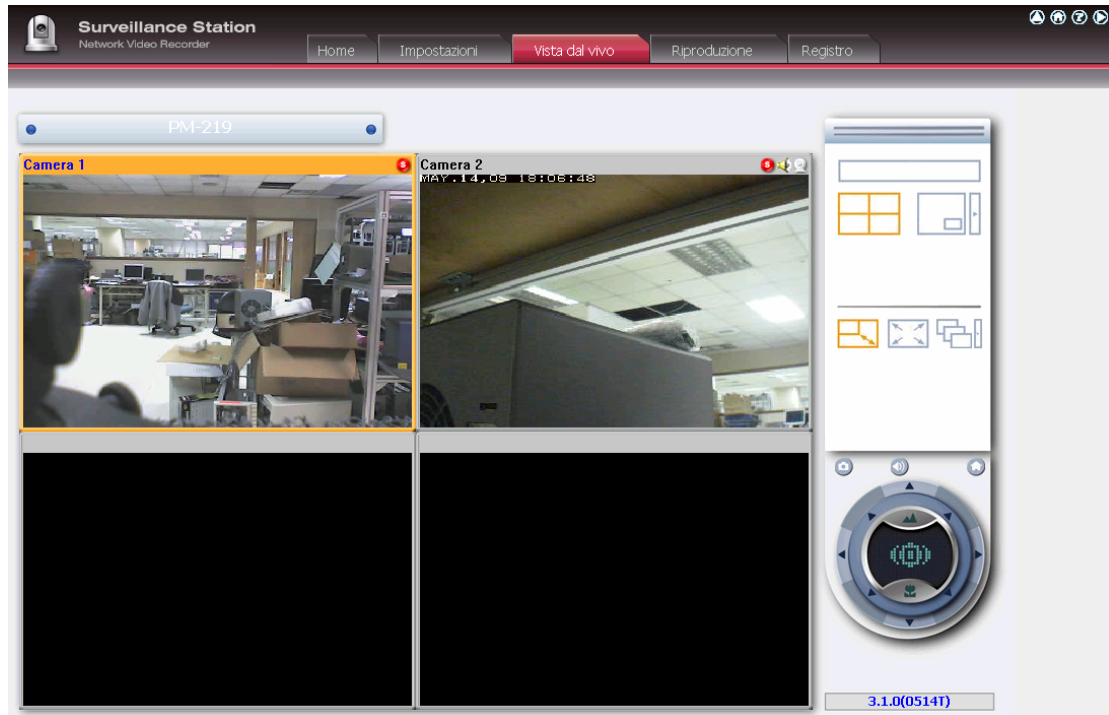 Surveillance Station
Network Video Recorder
Home
Impostazioni
Vista dal vivo
Riproduzione
Registro
PM-219
Camera 1
S
Camera 2
S
MAY.14,09 18:06:48
3.1.0(0514T)